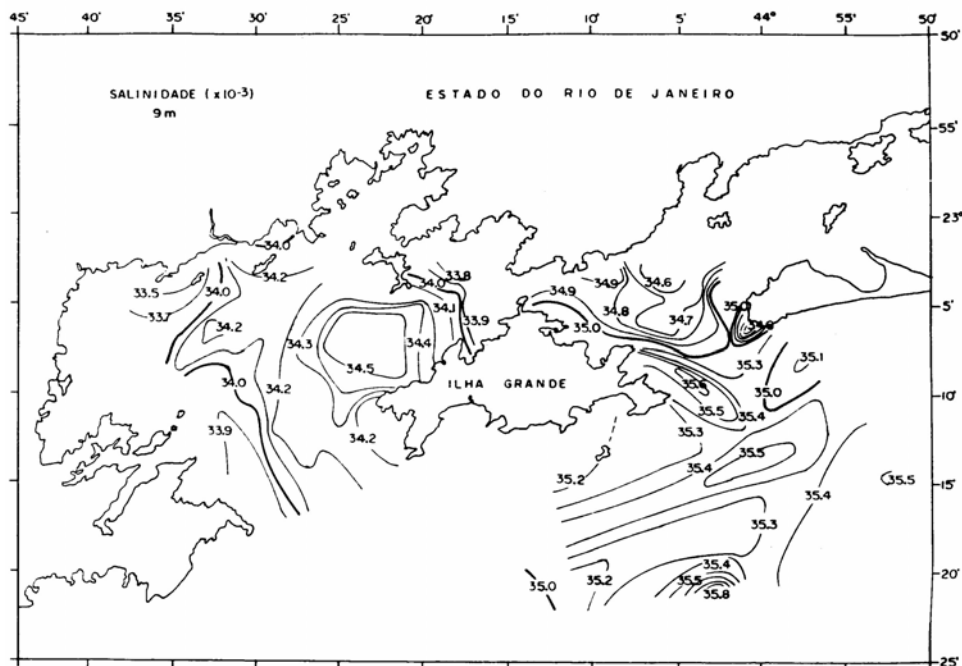 45' 40' 35' 30' 25' 20' 15' 10' 5' 44° 55' 50'
50'
SALINIDADE (x10-3) ESTADO DO RIO DE JANEIRO
9 m
55'
23°
34.0
34.2 33.8 34.9 34.6
33.5 34.0 34.0 34.9
33.7 34.1 34.8 35.0 5'
34.2 33.9 35.0 34.7
34.3 34.4 35.3 35.1
34.5 ILHA GRANDE 35.6
34.0 34.2 35.0
10'
33.9 34.2 35.5 35.4
35.3
35.5
35.2 35.4
35.4 35.5 15'
35.3
35.4
35.0 35.2 35.5 20'
35.8
25'